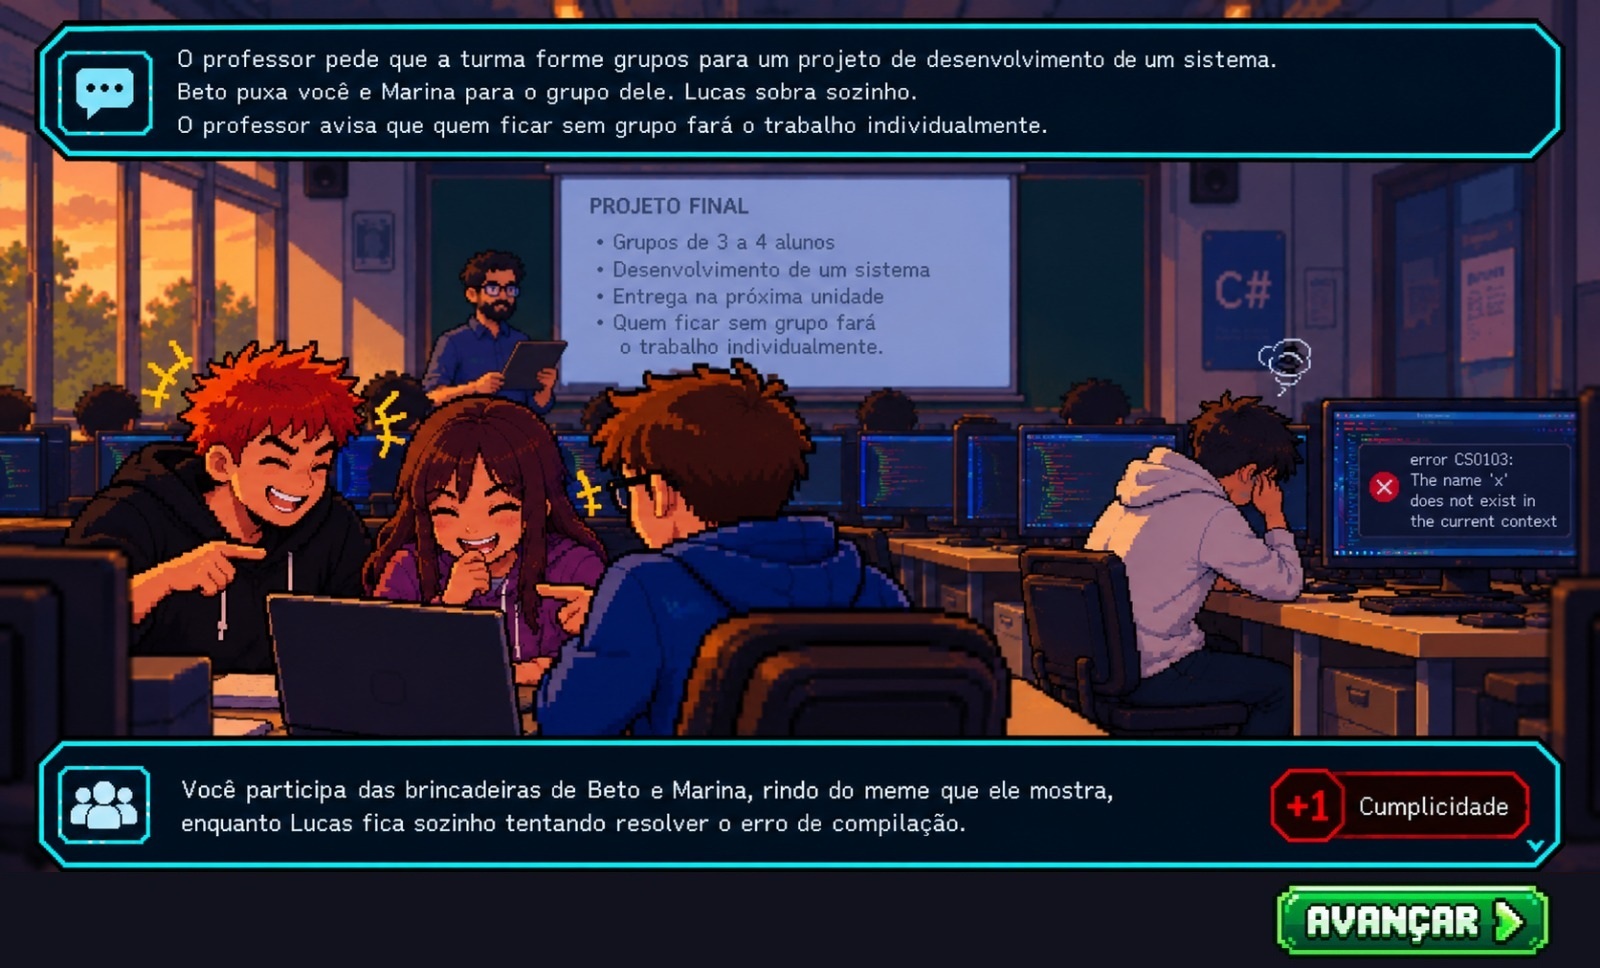 O professor pede que a turma forme grupos para um projeto de desenvolvimento de um sistema.
Beto puxa você e Marina para o grupo dele. Lucas sobra sozinho.
O professor avisa que quem ficar sem grupo fará o trabalho individualmente.
PROJETO FINAL
• Grupos de 3 a 4 alunos
• Desenvolvimento de um sistema
• Entrega na próxima unidade
• Quem ficar sem grupo fará
o trabalho individualmente.
C#
error CS0103:
The name 'x'
does not exist in
the current context
Você participa das brincadeiras de Beto e Marina, rindo do meme que ele mostra,
enquanto Lucas fica sozinho tentando resolver o erro de compilação.
+1 Cumplicidade
AVANÇAR